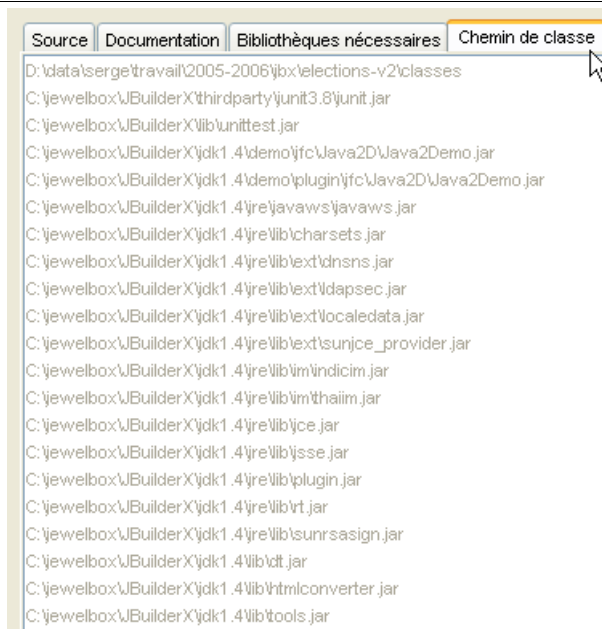 Source Documentation Bibliothèques nécessaires Chemin de classe
D:\data\serge\travail\2005-2006\jbx\elections-v2\classes
C:\jewelbox\JBuilderX\thirdparty\junit3.8\junit.jar
C:\jewelbox\JBuilderX\lib\unittest.jar
C:\jewelbox\JBuilderX\jdk1.4\demo\jfc\Java2D\Java2Demo.jar
C:\jewelbox\JBuilderX\jdk1.4\demo\plugin\jfc\Java2D\Java2Demo.jar
C:\jewelbox\JBuilderX\jdk1.4\jre\javaws\javaws.jar
C:\jewelbox\JBuilderX\jdk1.4\jre\lib\charsets.jar
C:\jewelbox\JBuilderX\jdk1.4\jre\lib\ext\dnsns.jar
C:\jewelbox\JBuilderX\jdk1.4\jre\lib\ext\ldapsec.jar
C:\jewelbox\JBuilderX\jdk1.4\jre\lib\ext\localedata.jar
C:\jewelbox\JBuilderX\jdk1.4\jre\lib\ext\sunjce_provider.jar
C:\jewelbox\JBuilderX\jdk1.4\jre\lib\im\indicim.jar
C:\jewelbox\JBuilderX\jdk1.4\jre\lib\im\thaiim.jar
C:\jewelbox\JBuilderX\jdk1.4\jre\lib\jce.jar
C:\jewelbox\JBuilderX\jdk1.4\jre\lib\jsse.jar
C:\jewelbox\JBuilderX\jdk1.4\jre\lib\plugin.jar
C:\jewelbox\JBuilderX\jdk1.4\jre\lib\rt.jar
C:\jewelbox\JBuilderX\jdk1.4\jre\lib\sunrsasign.jar
C:\jewelbox\JBuilderX\jdk1.4\lib\dt.jar
C:\jewelbox\JBuilderX\jdk1.4\lib\htmlconverter.jar
C:\jewelbox\JBuilderX\jdk1.4\lib\tools.jar